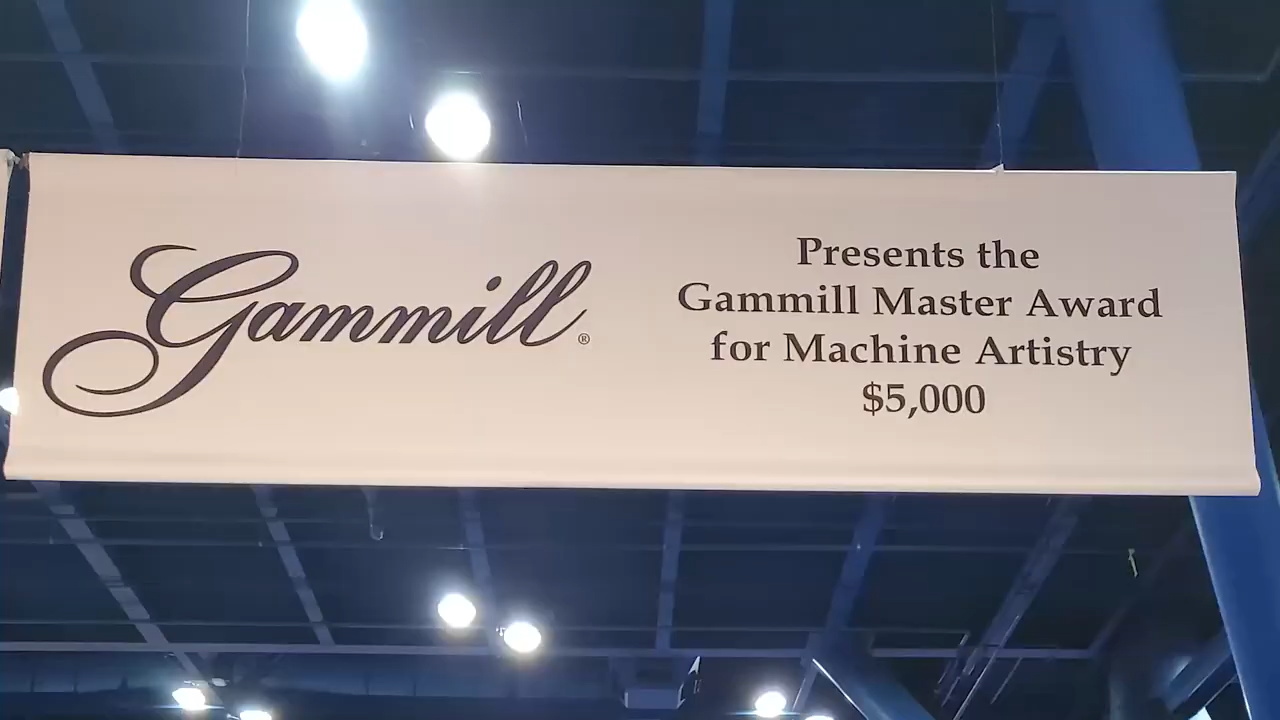 Gammill®
Presents the
Gammill Master Award
for Machine Artistry
$5,000